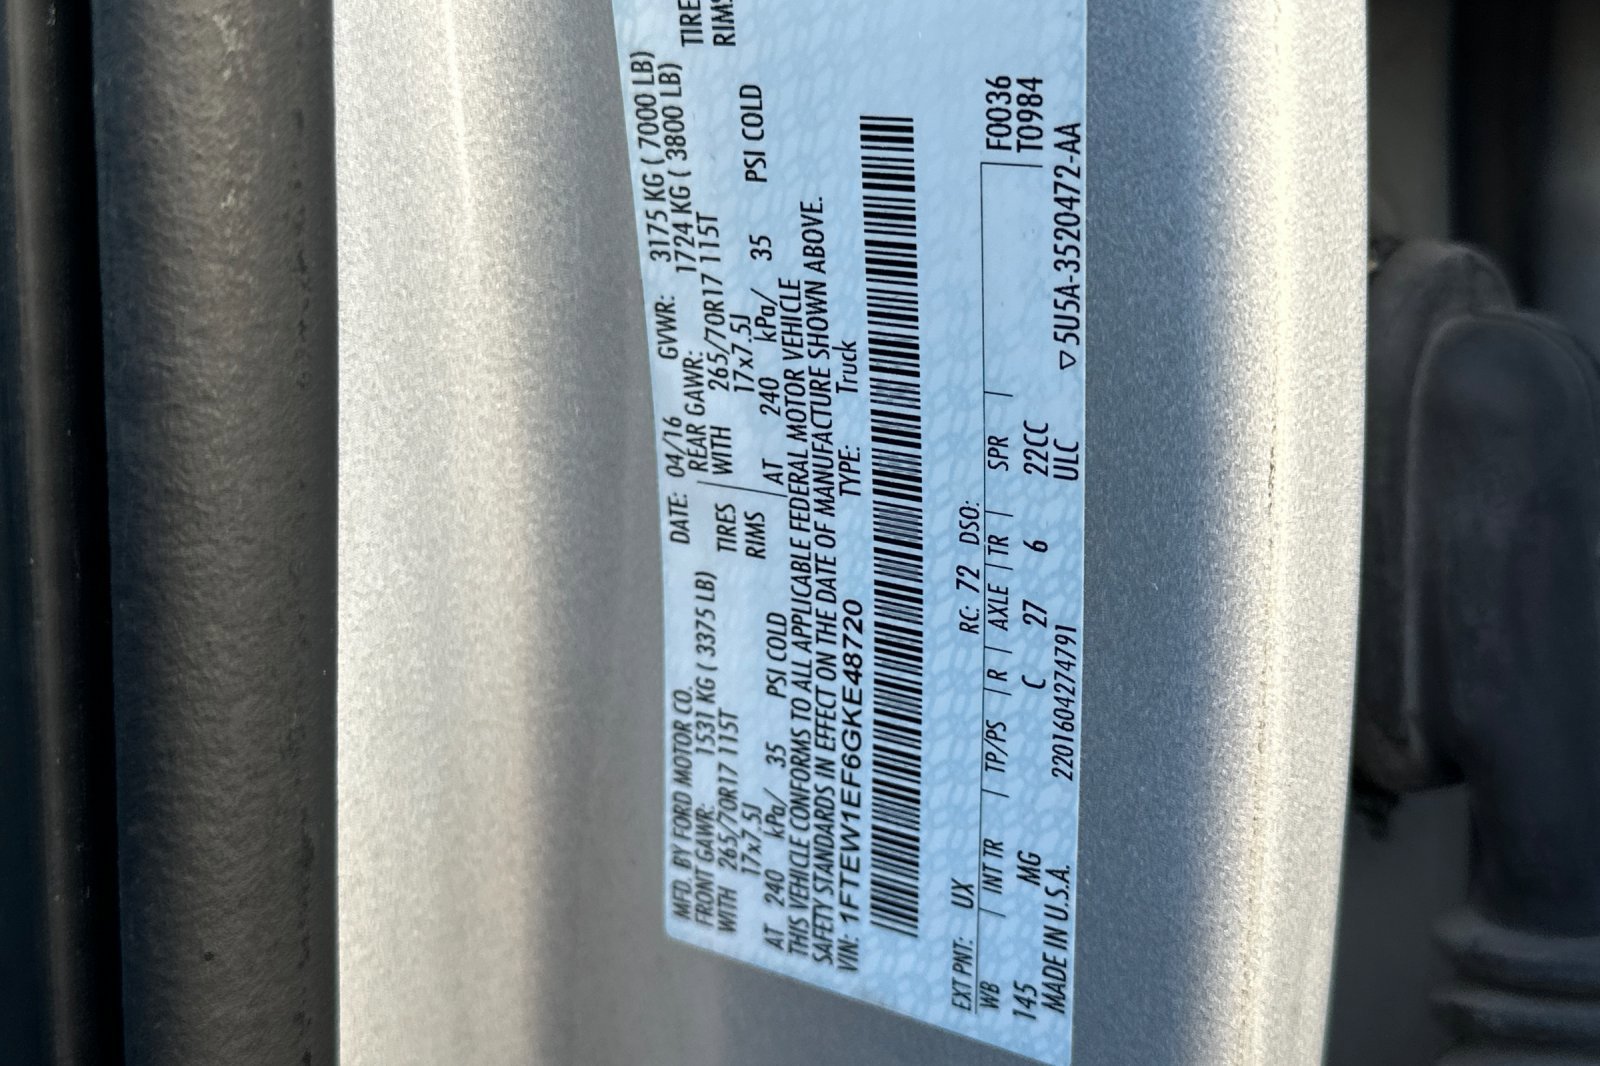 MFD. BY FORD MOTOR CO.
DATE: 04/16 GVWR: 3175 KG ( 7000 LB)
FRONT GAWR: 1531 KG ( 3375 LB) REAR GAWR: 1724 KG ( 3800 LB)
WITH 265/70R17 115T TIRES WITH 265/70R17 115T TIRES
17x7.5J RIMS 17x7.5J RIMS
AT 240 kPa/ 35 PSI COLD AT 240 kPa/ 35 PSI COLD
THIS VEHICLE CONFORMS TO ALL APPLICABLE FEDERAL MOTOR VEHICLE
SAFETY STANDARDS IN EFFECT ON THE DATE OF MANUFACTURE SHOWN ABOVE.
VIN: 1FTEW1EF6GKE48720 TYPE: Truck
EXT PNT: UX RC: 72 DSO:
WB INT TR TP/PS R AXLE TR SPR F0036
145 MG C 27 6 22CC T0984
MADE IN U.S.A. 220160427479I ULC ▽5U5A-3520472-AA